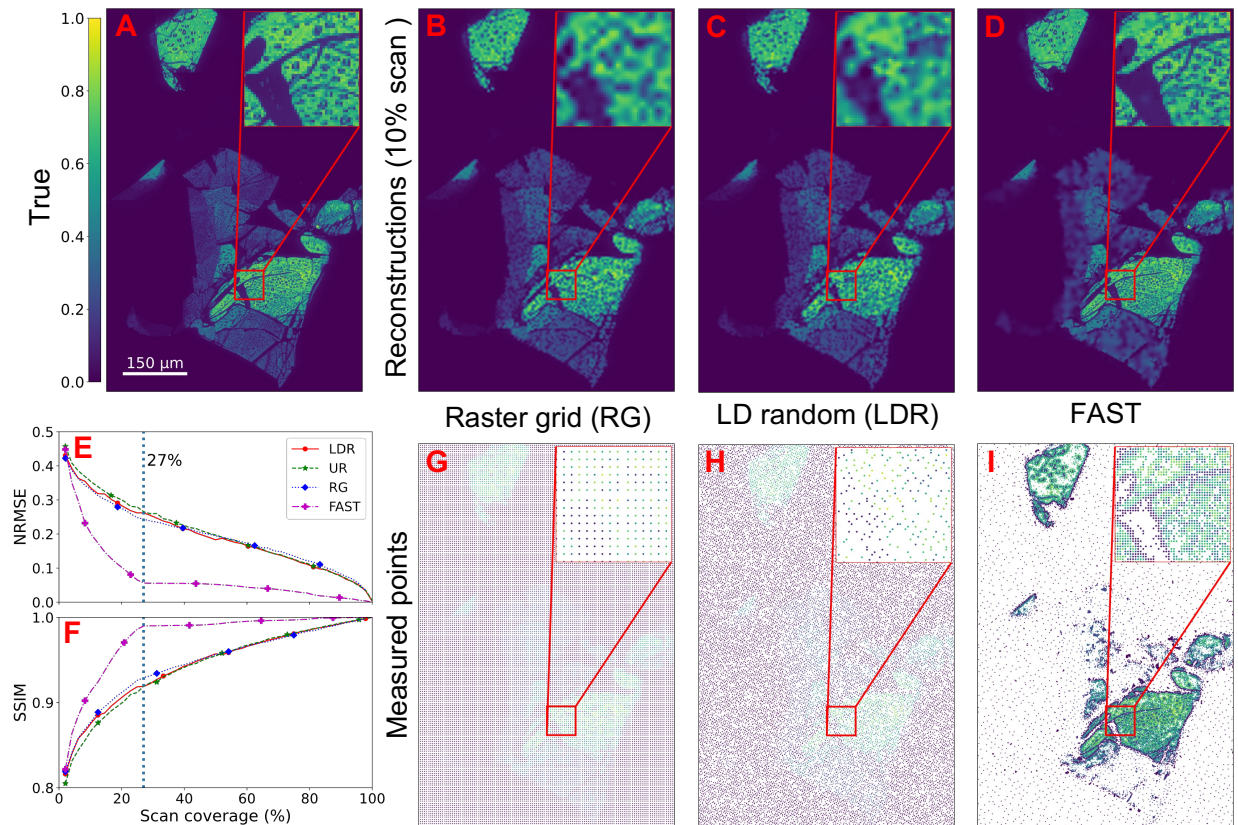 A
B
C
D
1.0
0.8
0.6
0.4
0.2
0.0
True
150 µm
Reconstructions (10% scan)
Raster grid (RG)
LD random (LDR)
FAST
E
0.5
0.4
0.3
0.2
0.1
0.0
NRMSE
27%
LDR
UR
RG
FAST
F
1.0
0.9
0.8
SSIM
0
20
40
60
80
100
Scan coverage (%)
Measured points
G
H
I